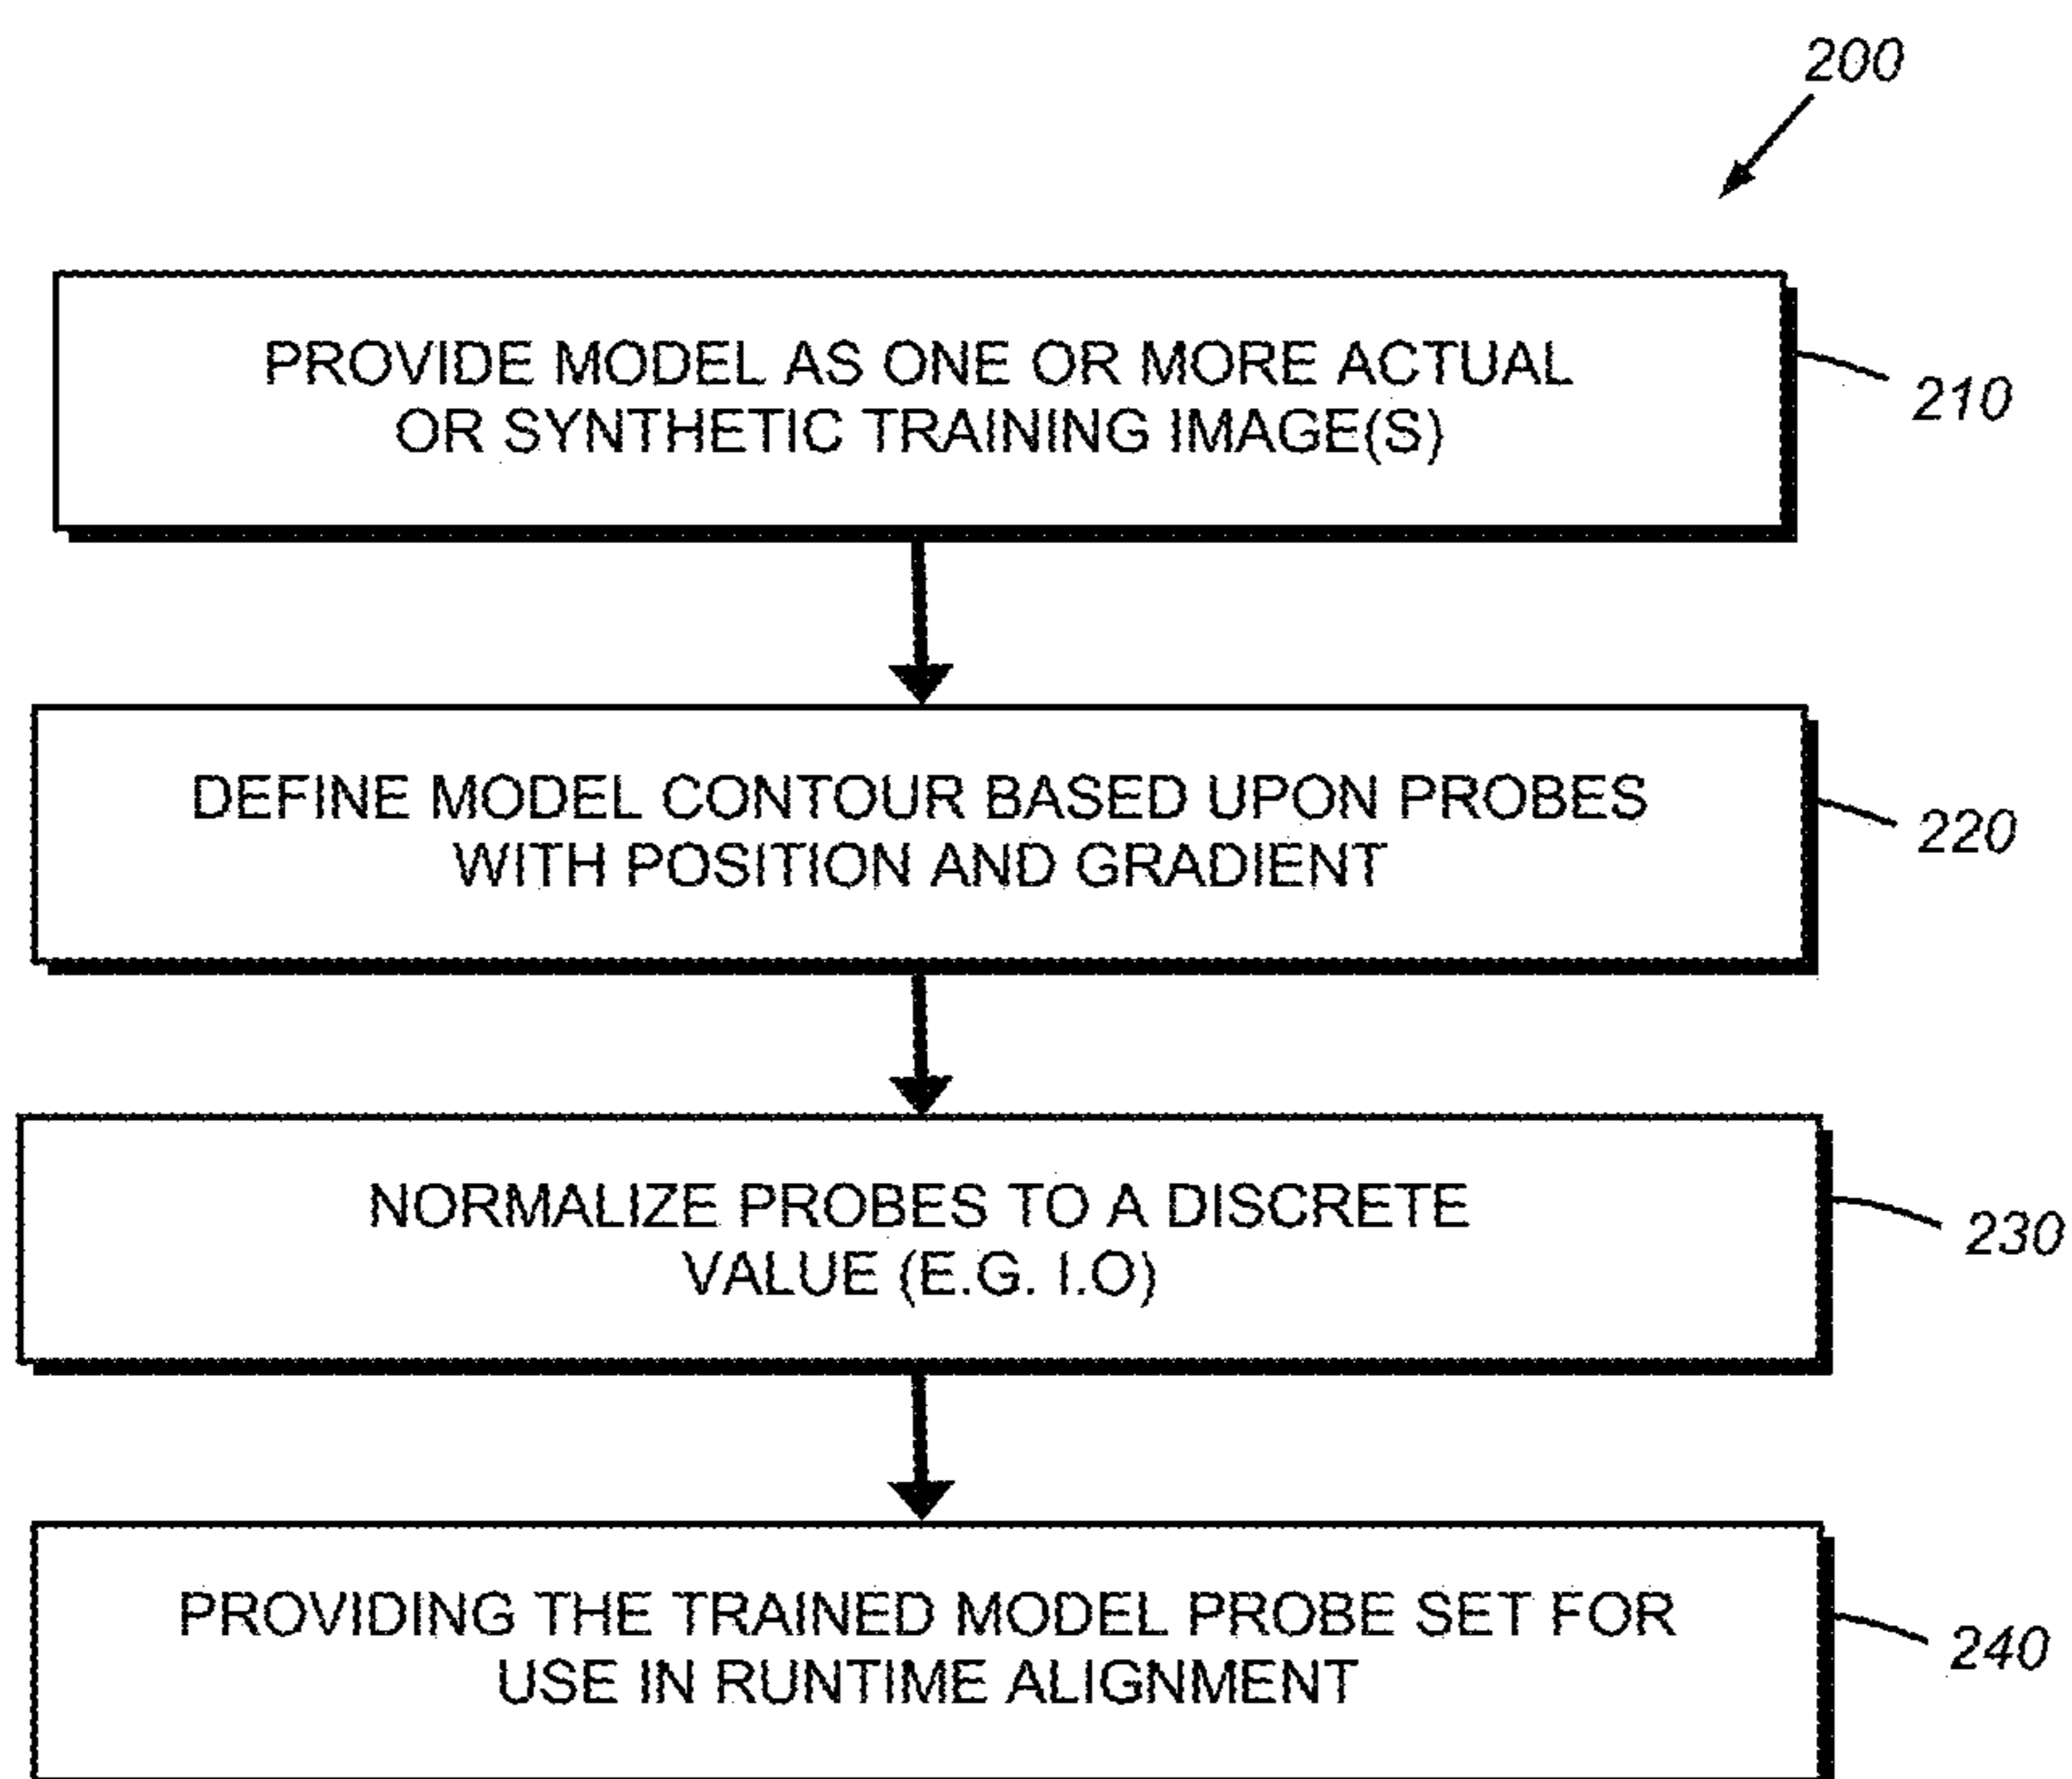 200
PROVIDE MODEL AS ONE OR MORE ACTUAL
OR SYNTHETIC TRAINING IMAGE(S)
210
DEFINE MODEL CONTOUR BASED UPON PROBES
WITH POSITION AND GRADIENT
220
NORMALIZE PROBES TO A DISCRETE
VALUE (E.G. I.O)
230
PROVIDING THE TRAINED MODEL PROBE SET FOR
USE IN RUNTIME ALIGNMENT
240